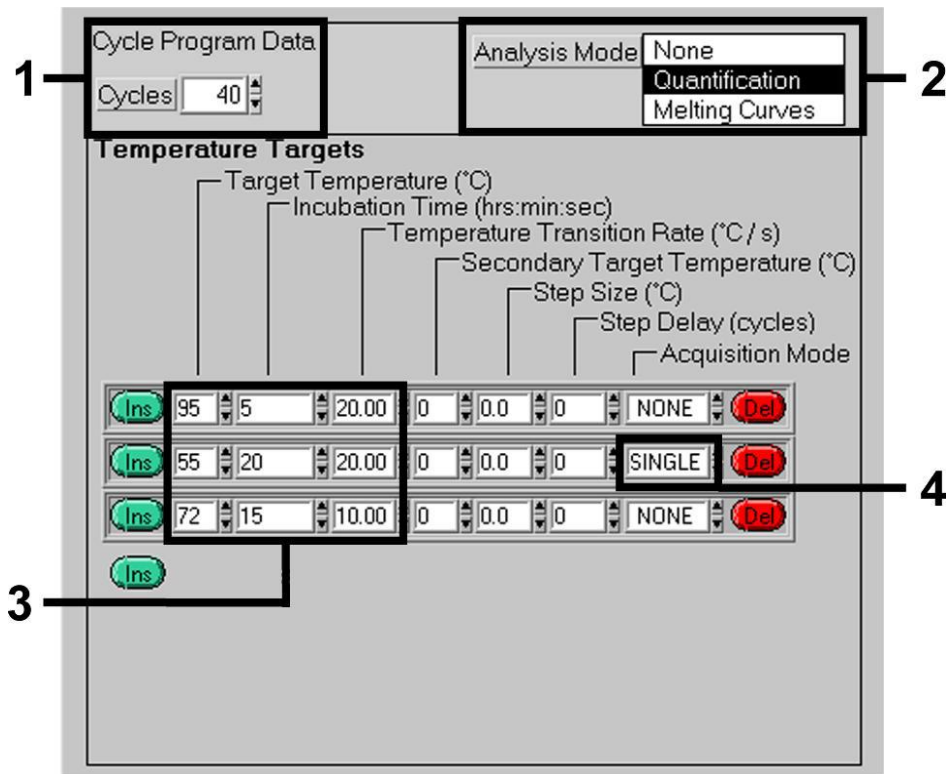 Cycle Program Data
1
Cycles 40
Analysis Mode None
Quantification
Melting Curves
2
Temperature Targets
Target Temperature (°C)
Incubation Time (hrs:min:sec)
Temperature Transition Rate (°C / s)
Secondary Target Temperature (°C)
Step Size (°C)
Step Delay (cycles)
Acquisition Mode
Ins 95 5 20.00 0 0.0 0 NONE Del
Ins 55 20 20.00 0 0.0 0 SINGLE Del
4
Ins 72 15 10.00 0 0.0 0 NONE Del
Ins
3